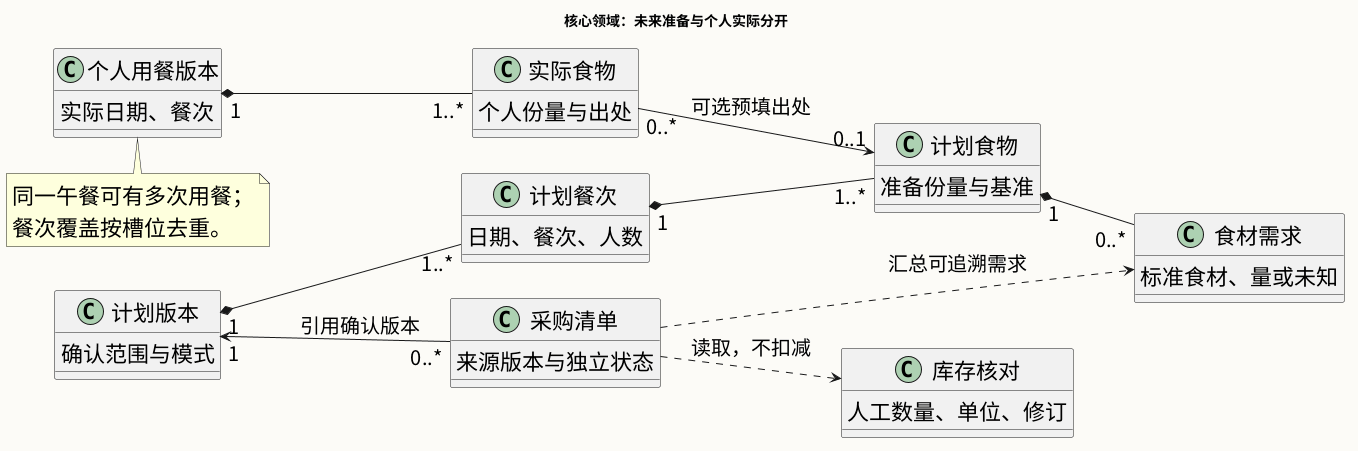 核心领域：未来准备与个人实际分开
C 个人用餐版本
实际日期、餐次
1
1..*
C 实际食物
个人份量与出处
0..*
可选预填出处
0..1
C 计划食物
准备份量与基准
同一午餐可有多次用餐；
餐次覆盖按槽位去重。
C 计划餐次
日期、餐次、人数
1
1..*
1
0..*
C 食材需求
标准食材、量或未知
C 计划版本
确认范围与模式
1
1..*
1
引用确认版本
0..*
C 采购清单
来源版本与独立状态
汇总可追溯需求
读取，不扣减
C 库存核对
人工数量、单位、修订